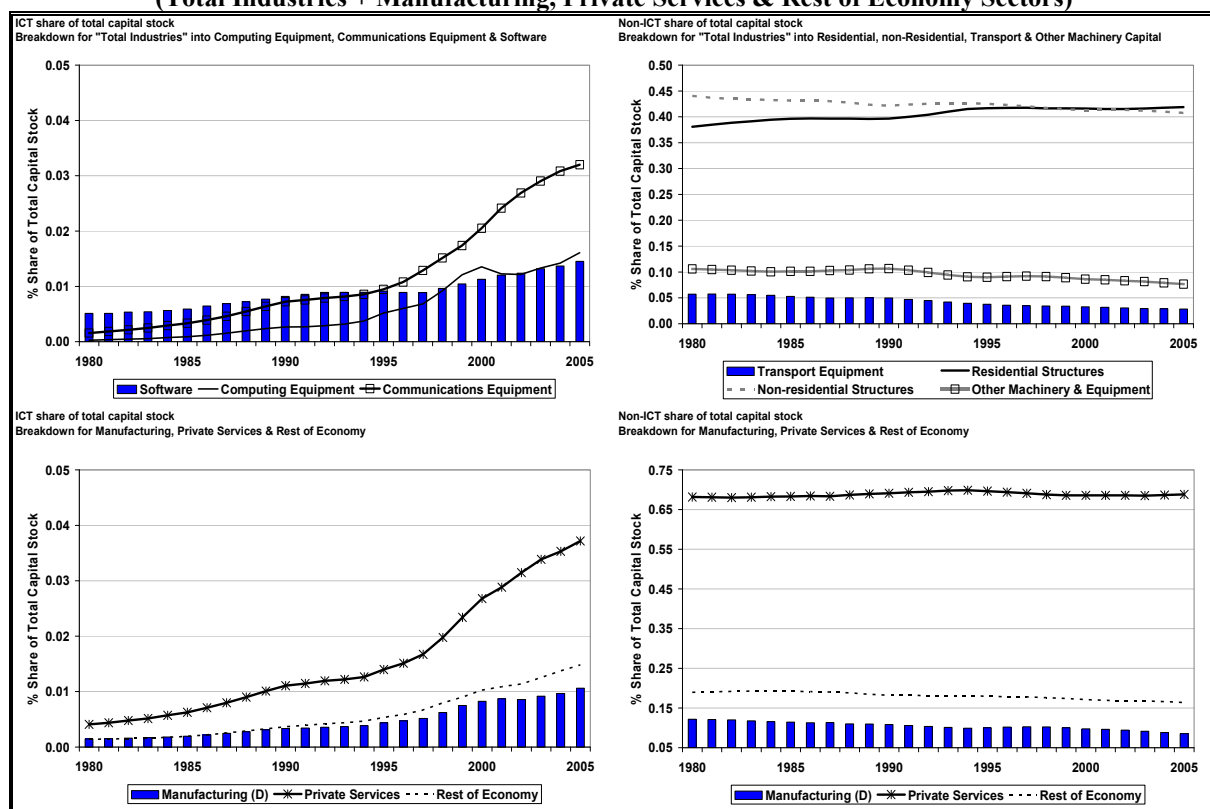 (Total Industries + Manufacturing, Private Services & Rest of Economy Sectors)
ICT share of total capital stock
Breakdown for "Total Industries" into Computing Equipment, Communications Equipment & Software
% Share of Total Capital Stock
0.05
0.04
0.03
0.02
0.01
0.00
1980 1985 1990 1995 2000 2005
Software Computing Equipment Communications Equipment
Non-ICT share of total capital stock
Breakdown for "Total Industries" into Residential, non-Residential, Transport & Other Machinery Capital
% Share of Total Capital Stock
0.50
0.45
0.40
0.35
0.30
0.25
0.20
0.15
0.10
0.05
0.00
1980 1985 1990 1995 2000 2005
Transport Equipment Residential Structures
Non-residential Structures Other Machinery & Equipment
ICT share of total capital stock
Breakdown for Manufacturing, Private Services & Rest of Economy
% Share of Total Capital Stock
0.05
0.04
0.03
0.02
0.01
0.00
1980 1985 1990 1995 2000 2005
Manufacturing (D) Private Services Rest of Economy
Non-ICT share of total capital stock
Breakdown for Manufacturing, Private Services & Rest of Economy
% Share of Total Capital Stock
0.75
0.65
0.55
0.45
0.35
0.25
0.15
0.05
1980 1985 1990 1995 2000 2005
Manufacturing (D) Private Services Rest of Economy